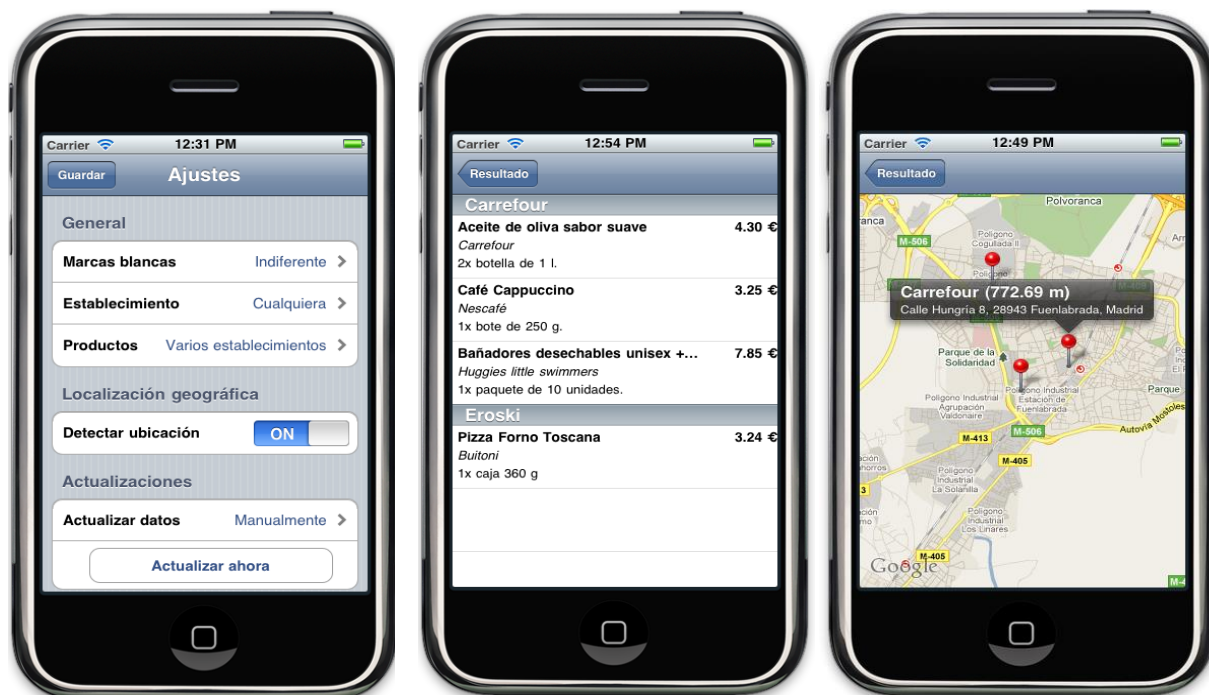 Carrier 12:31 PM
Guardar Ajustes
General
Marcas blancas Indiferente
Establecimiento Cualquiera
Productos Varios establecimientos
Localización geográfica
Detectar ubicación ON
Actualizaciones
Actualizar datos Manualmente
Actualizar ahora
Carrier 12:54 PM
Resultado
Carrefour
Aceite de oliva sabor suave 4.30 €
Carrefour
2x botella de 1 l.
Café Cappuccino 3.25 €
Nescafé
1x bote de 250 g.
Bañadores desechables unisex +... 7.85 €
Huggies little swimmers
1x paquete de 10 unidades.
Eroski
Pizza Forno Toscana 3.24 €
Buitoni
1x caja 360 g
Carrier 12:49 PM
Resultado
Polvoranca
anca
M-506
Polígono
Cogullada II
Polígono
Carrefour (772.69 m)
Calle Hungría 8, 28943 Fuenlabrada, Madrid
Parque de la
Solidaridad
Polígono Industrial
Estación de
Fuenlabrada
Parque
Polígono Industrial
Agrupación
Valdonaire
M-506
Autovía Mostoles
M-413
M-405
Polígono
Industrial
La Solanilla
Polígono
Industrial
Los Linares
M-405
Google